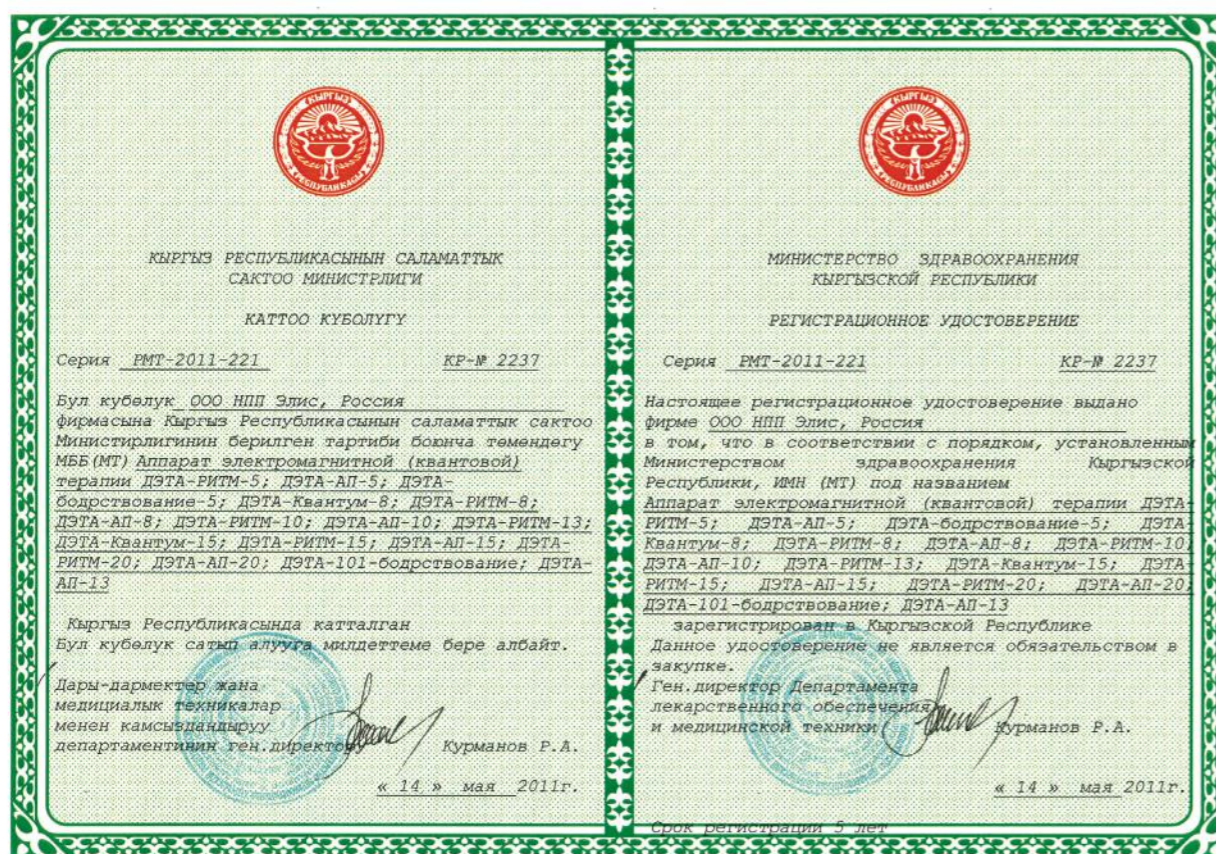 КЫРГЫЗ
РЕСПУБЛИКАСЫ
КЫРГЫЗ РЕСПУБЛИКАСЫНЫН САЛАМАТТЫК
САКТОО МИНИСТРЛИГИ
КАТТОО КҮБӨЛҮГҮ
Серия РМТ-2011-221 КР-№ 2237
Бул күбөлук ООО НПП Элис, Россия
фирмасына Кыргыз Республикасынын саламаттык сактоо
Министирлигинин берилген тартиби боюнча төмөндөгу
МББ(МТ) Аппарат электромагнитной (квантовой)
терапии ДЭТА-РИТМ-5; ДЭТА-АП-5; ДЭТА-
бодрствование-5; ДЭТА-Квантум-8; ДЭТА-РИТМ-8;
ДЭТА-АП-8; ДЭТА-РИТМ-10; ДЭТА-АП-10; ДЭТА-РИТМ-13;
ДЭТА-Квантум-15; ДЭТА-РИТМ-15; ДЭТА-АП-15; ДЭТА-
РИТМ-20; ДЭТА-АП-20; ДЭТА-101-бодрствование; ДЭТА-
АП-13
Кыргыз Республикасында катталган
Бул күбөлук сатып алууга милдеттеме бере албайт.
Дары-дармектер жана
медициалык техникалар
менен камсыздандыруу
департаментинин ген.директор Курманов Р.А.
« 14 » мая 2011г.
КЫРГЫЗ
РЕСПУБЛИКАСЫ
МИНИСТЕРСТВО ЗДРАВООХРАНЕНИЯ
КЫРГЫЗСКОЙ РЕСПУБЛИКИ
РЕГИСТРАЦИОННОЕ УДОСТОВЕРЕНИЕ
Серия РМТ-2011-221 КР-№ 2237
Настоящее регистрационное удостоверение выдано
фирме ООО НПП Элис, Россия
в том, что в соответствии с порядком, установленным
Министерством здравоохранения Кыргызской
Республики, ИМН (МТ) под названием
Аппарат электромагнитной (квантовой) терапии ДЭТА-
РИТМ-5; ДЭТА-АП-5; ДЭТА-бодрствование-5; ДЭТА-
Квантум-8; ДЭТА-РИТМ-8; ДЭТА-АП-8; ДЭТА-РИТМ-10;
ДЭТА-АП-10; ДЭТА-РИТМ-13; ДЭТА-Квантум-15; ДЭТА-
РИТМ-15; ДЭТА-АП-15; ДЭТА-РИТМ-20; ДЭТА-АП-20;
ДЭТА-101-бодрствование; ДЭТА-АП-13
зарегистрирован в Кыргызской Республике
Данное удостоверение не является обязательством в
закупке.
Ген.директор Департамента
лекарственного обеспечения
и медицинской техники Курманов Р.А.
« 14 » мая 2011г.
Срок регистрации 5 лет